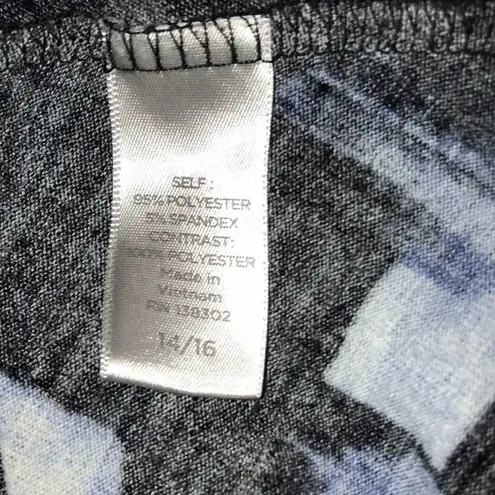 SELF:
95% POLYESTER
5% SPANDEX
CONTRAST:
100% POLYESTER
Made in
Vietnam
RN 138302
14/16